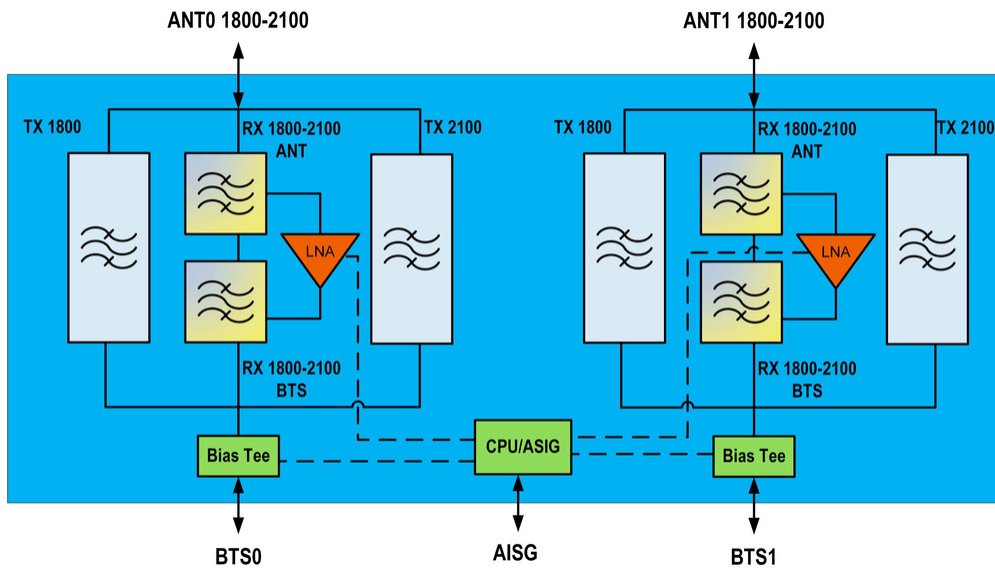 ANT0 1800-2100
ANT1 1800-2100
TX 1800
RX 1800-2100
ANT
TX 2100
TX 1800
RX 1800-2100
ANT
TX 2100
LNA
LNA
RX 1800-2100
BTS
RX 1800-2100
BTS
Bias Tee
CPU/ASIG
Bias Tee
BTS0
AISG
BTS1